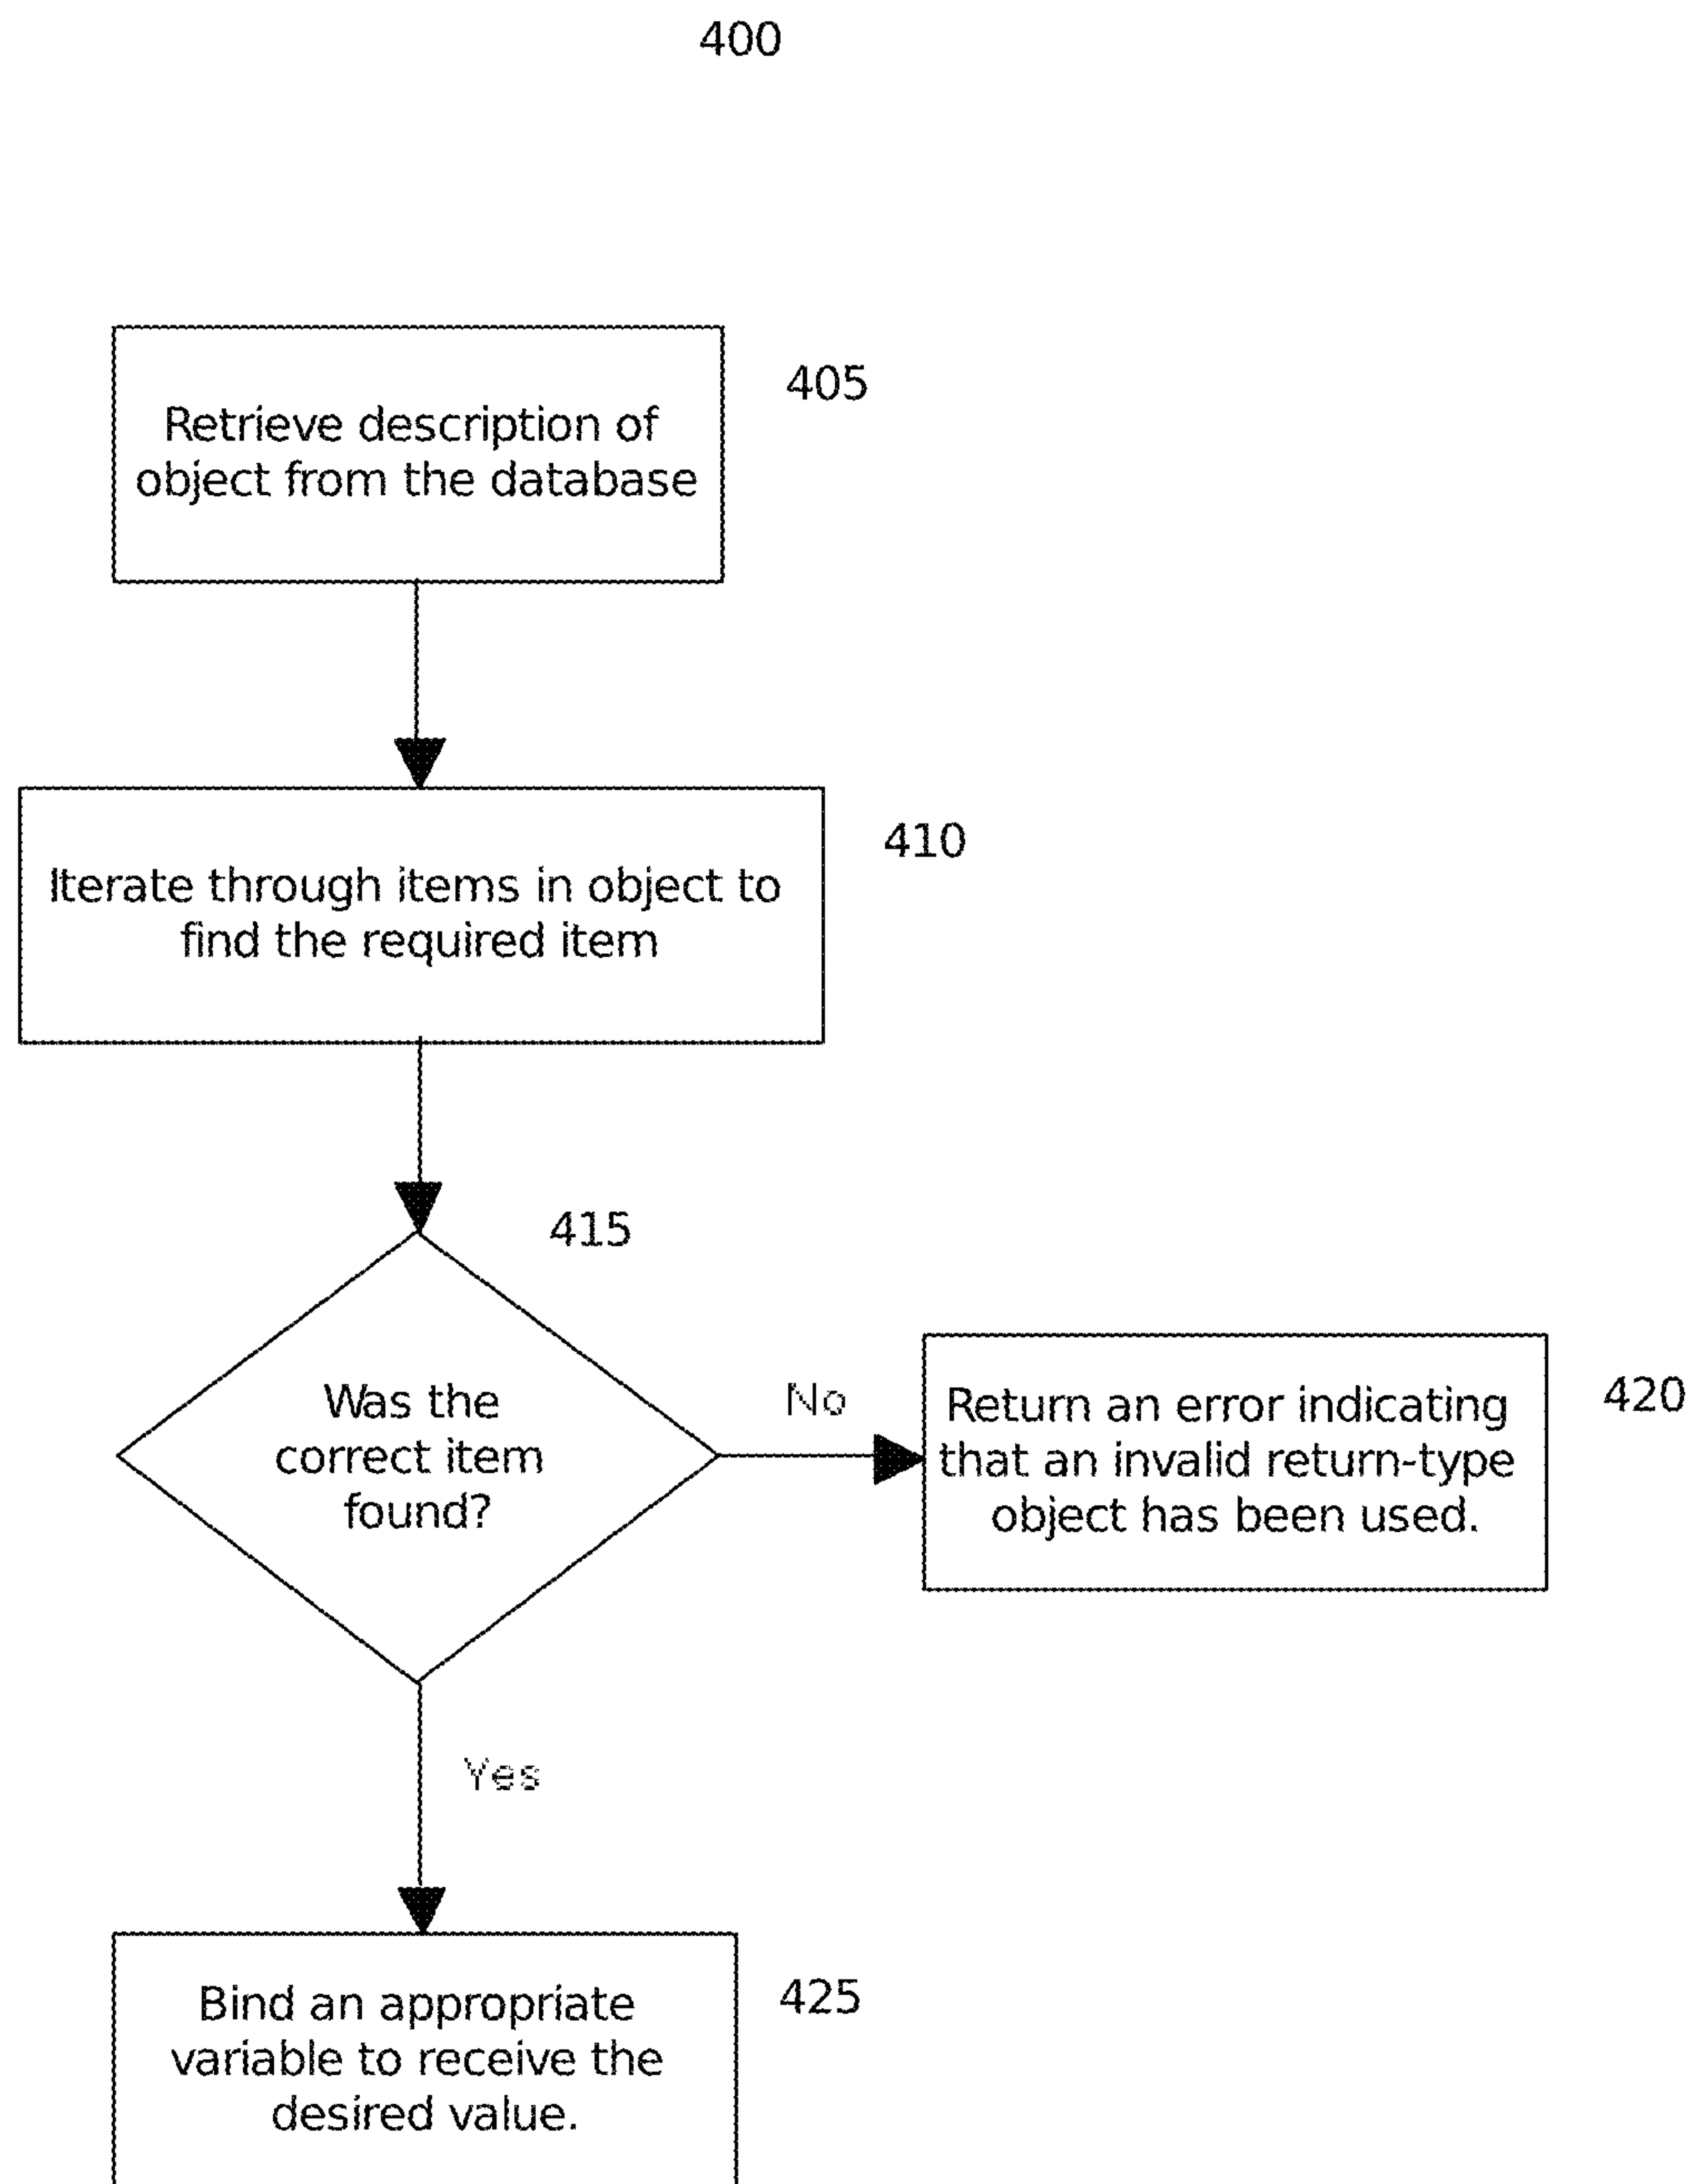 400
405
Retrieve description of
object from the database
410
Iterate through items in object to
find the required item
415
Was the
correct item
found?
No
Return an error indicating
that an invalid return-type
object has been used.
420
Yes
Bind an appropriate
variable to receive the
desired value.
425